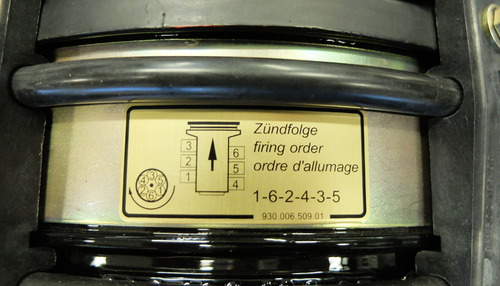 Zündfolge
firing order
ordre d'allumage
1-6-2-4-3-5
930.006.509.01
3
2
1
6
5
4